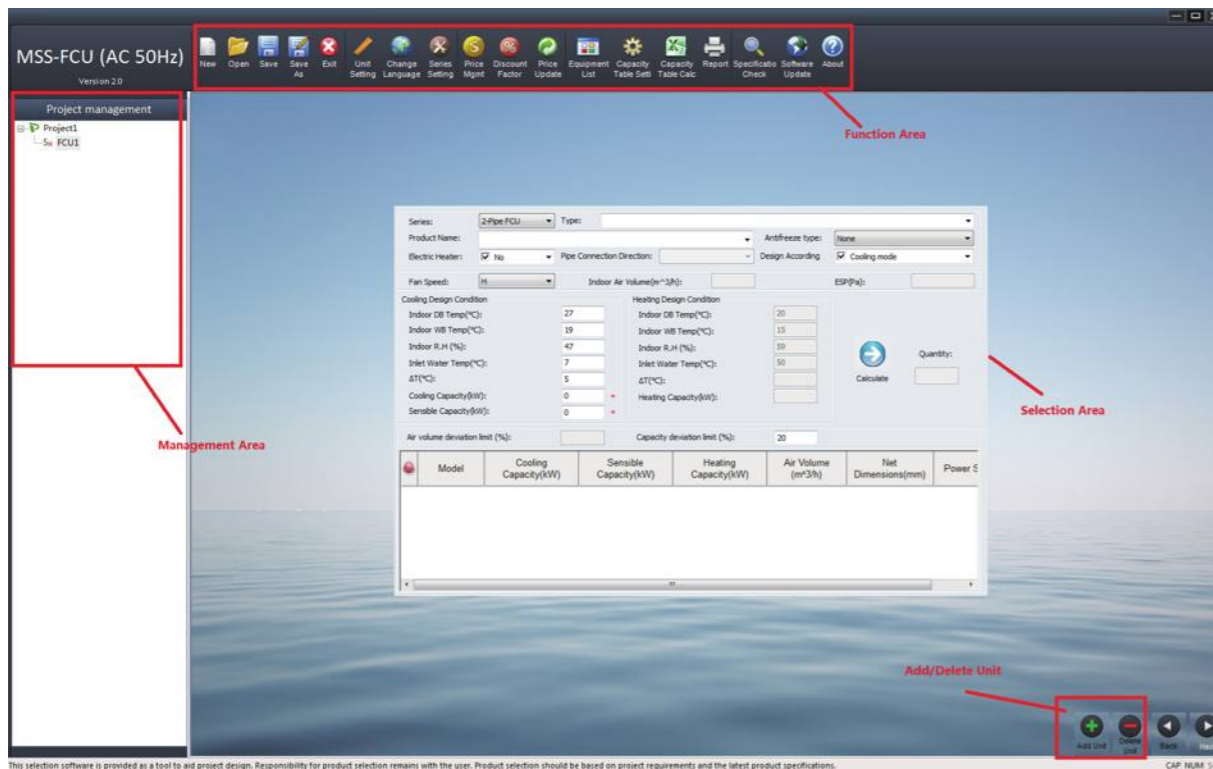 MSS-FCU (AC 50Hz)
Version 2.0
New Open Save Save As Exit Unit Setting Change Language Series Setting Price Mgmt Discount Factor Price Update Equipment List Capacity Table Setti Capacity Table Calc Report Specificatio Check Software Update About
Function Area
Project management
Project1
FCU1
Management Area
Series: 2-Pipe FCU Type:
Product Name: Antifreeze type: None
Electric Heater: No Pipe Connection Direction: Design According Cooling mode
Fan Speed: H Indoor Air Volume(m^3/h): ESP(Pa):
Cooling Design Condition Heating Design Condition
Indoor DB Temp(°C): 27 Indoor DB Temp(°C): 20
Indoor WB Temp(°C): 19 Indoor WB Temp(°C): 15
Indoor R.H (%): 47 Indoor R.H (%): 59
Inlet Water Temp(°C): 7 Inlet Water Temp(°C): 50
ΔT(°C): 5 ΔT(°C):
Cooling Capacity(kW): 0 * Heating Capacity(kW):
Sensible Capacity(kW): 0 *
Calculate Quantity:
Selection Area
Air volume deviation limit (%): Capacity deviation limit (%): 20
Model Cooling Capacity(kW) Sensible Capacity(kW) Heating Capacity(kW) Air Volume (m^3/h) Net Dimensions(mm) Power S
Add/Delete Unit
Add Unit Delete Unit Back
This selection software is provided as a tool to aid project design. Responsibility for product selection remains with the user. Product selection should be based on project requirements and the latest product specifications.
CAP NUM